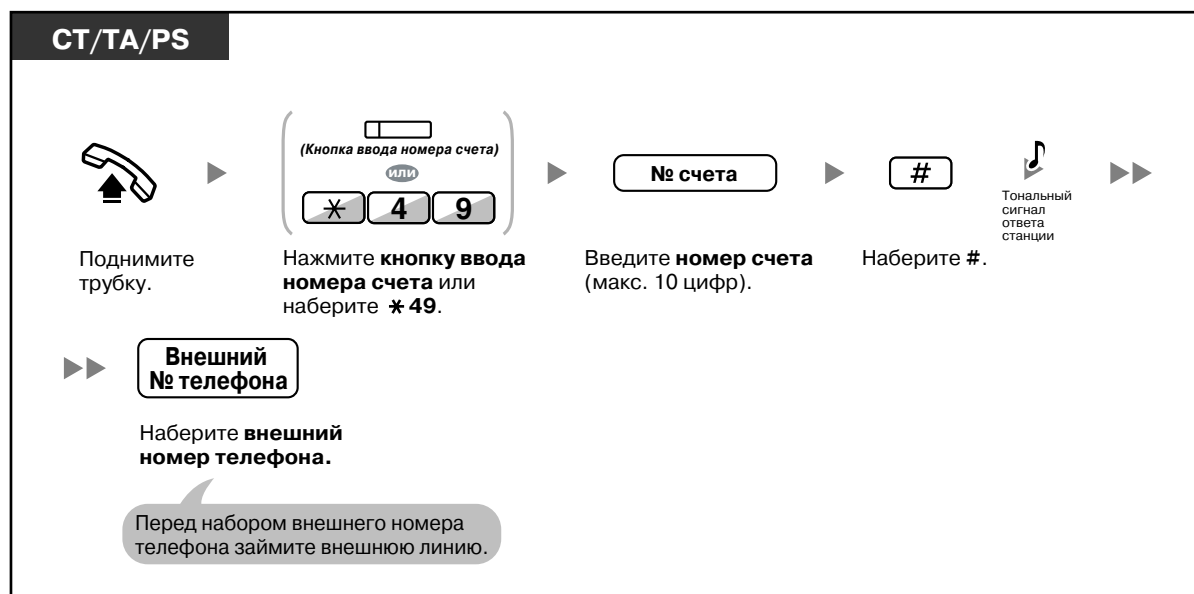 CT/TA/PS
(Кнопка ввода номера счета)
или
* 4 9
№ счета
#
Тональный
сигнал
ответа
станции
Поднимите
трубку.
Нажмите кнопку ввода
номера счета или
наберите * 49.
Введите номер счета
(макс. 10 цифр).
Наберите #.
Внешний
№ телефона
Наберите внешний
номер телефона.
Перед набором внешнего номера
телефона займите внешнюю линию.